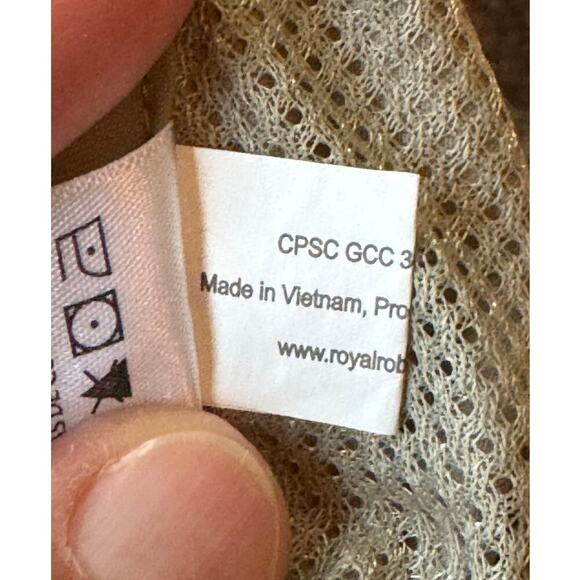 CPSC GCC 3
Made in Vietnam, Pro
www.royalrob